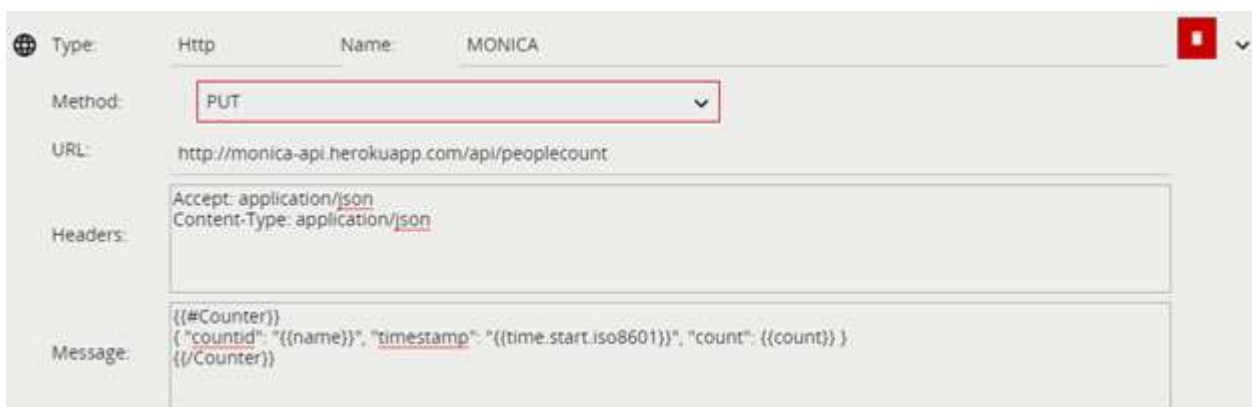 Type: Http Name: MONICA
Method: PUT
URL: http://monica-api.herokuapp.com/api/peoplecount
Headers: Accept: application/json
Content-Type: application/json
Message: {{#Counter}}
{ "countid": "{{name}}", "timestamp": "{{time.start.iso8601}}", "count": {{count}} }
{{/Counter}}